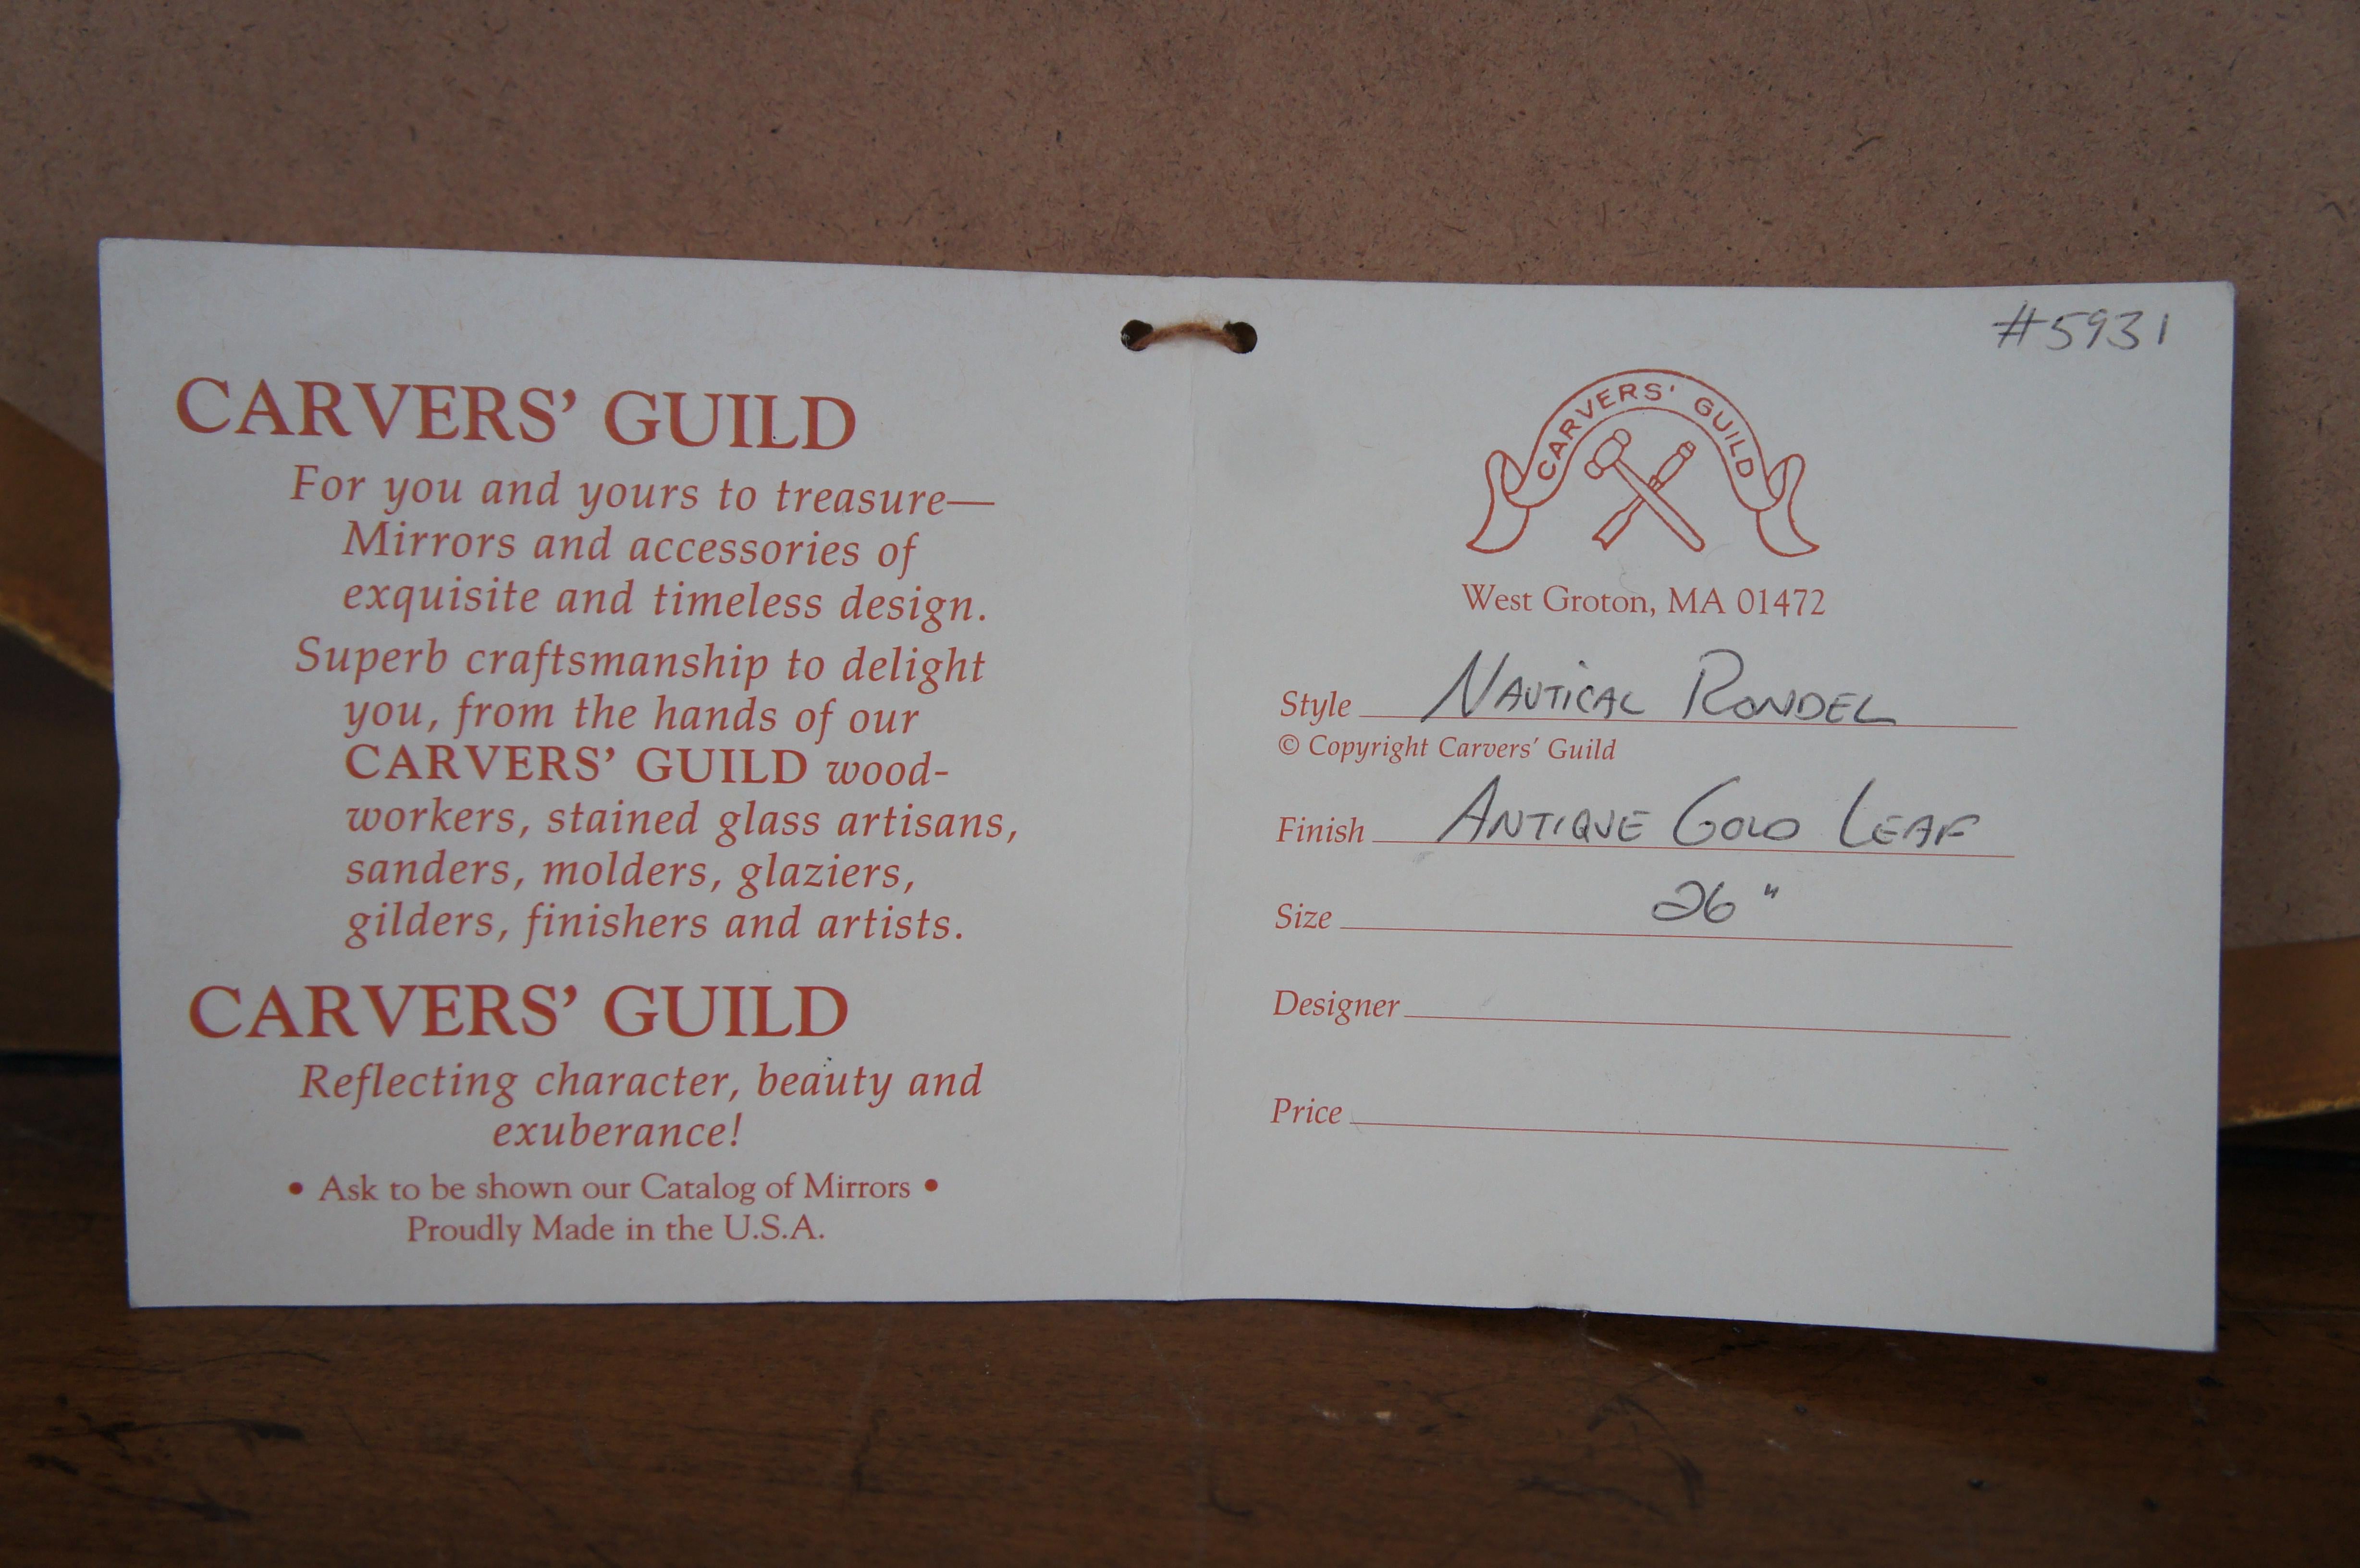 CARVERS' GUILD
For you and yours to treasure—
Mirrors and accessories of
exquisite and timeless design.
Superb craftsmanship to delight
you, from the hands of our
CARVERS' GUILD wood-
workers, stained glass artisans,
sanders, molders, glaziers,
gilders, finishers and artists.
CARVERS' GUILD
Reflecting character, beauty and
exuberance!
• Ask to be shown our Catalog of Mirrors •
Proudly Made in the U.S.A.
#5931
CARVERS' GUILD
West Groton, MA 01472
Style NAUTICAL RONDEL
© Copyright Carvers' Guild
Finish ANTIQUE GOLD LEAF
Size 26"
Designer
Price